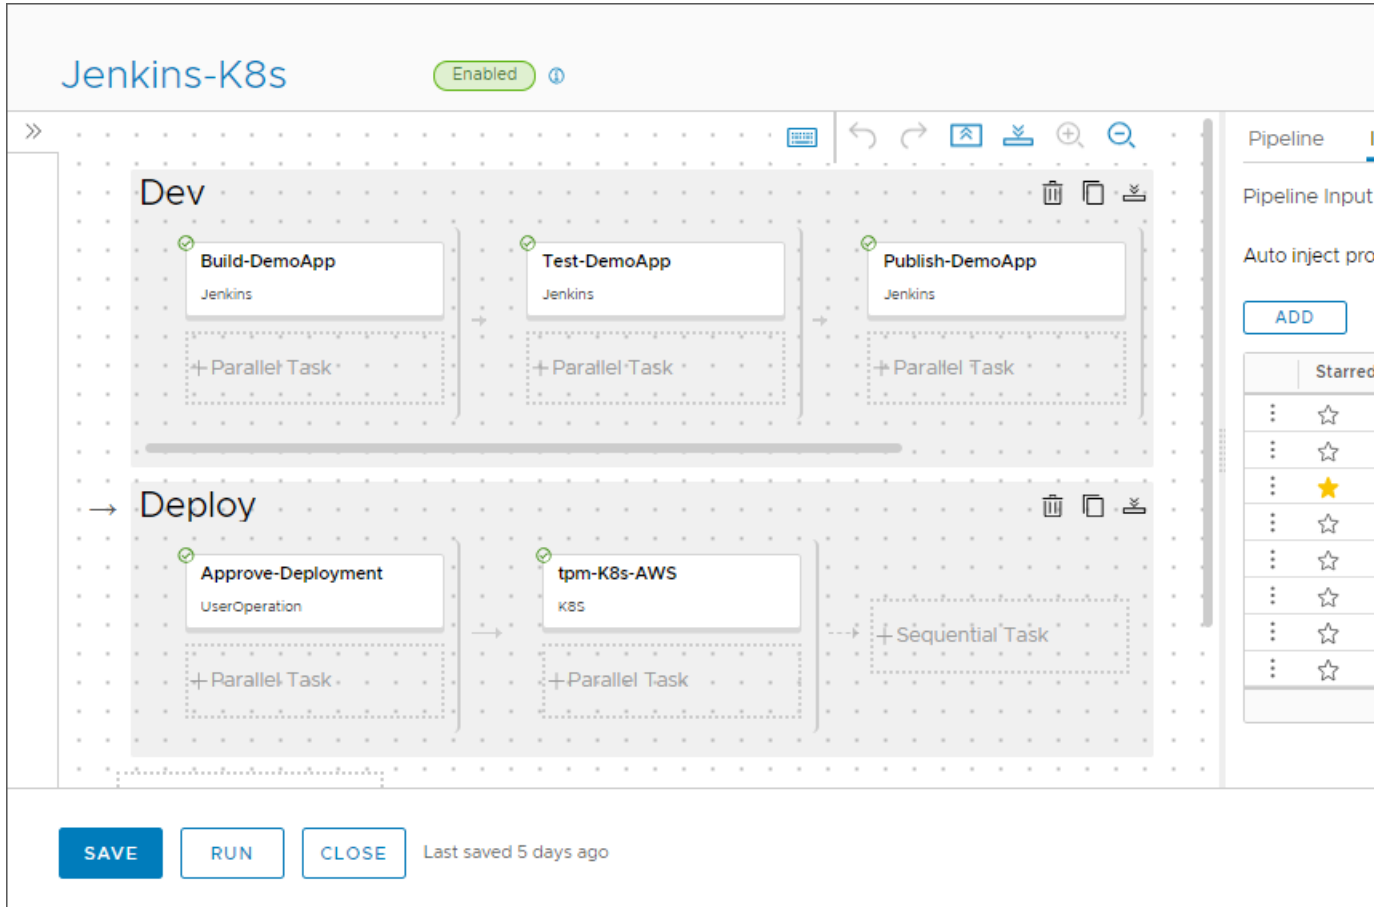 Jenkins-K8s
Enabled
Pipeline
Pipeline Input
Auto inject pro
ADD
Starred
Dev
Build-DemoApp
Jenkins
+ Parallel Task
Test-DemoApp
Jenkins
+ Parallel Task
Publish-DemoApp
Jenkins
+ Parallel Task
Deploy
Approve-Deployment
UserOperation
+ Parallel Task
tpm-K8s-AWS
K8S
+ Parallel Task
+ Sequential Task
SAVE
RUN
CLOSE
Last saved 5 days ago